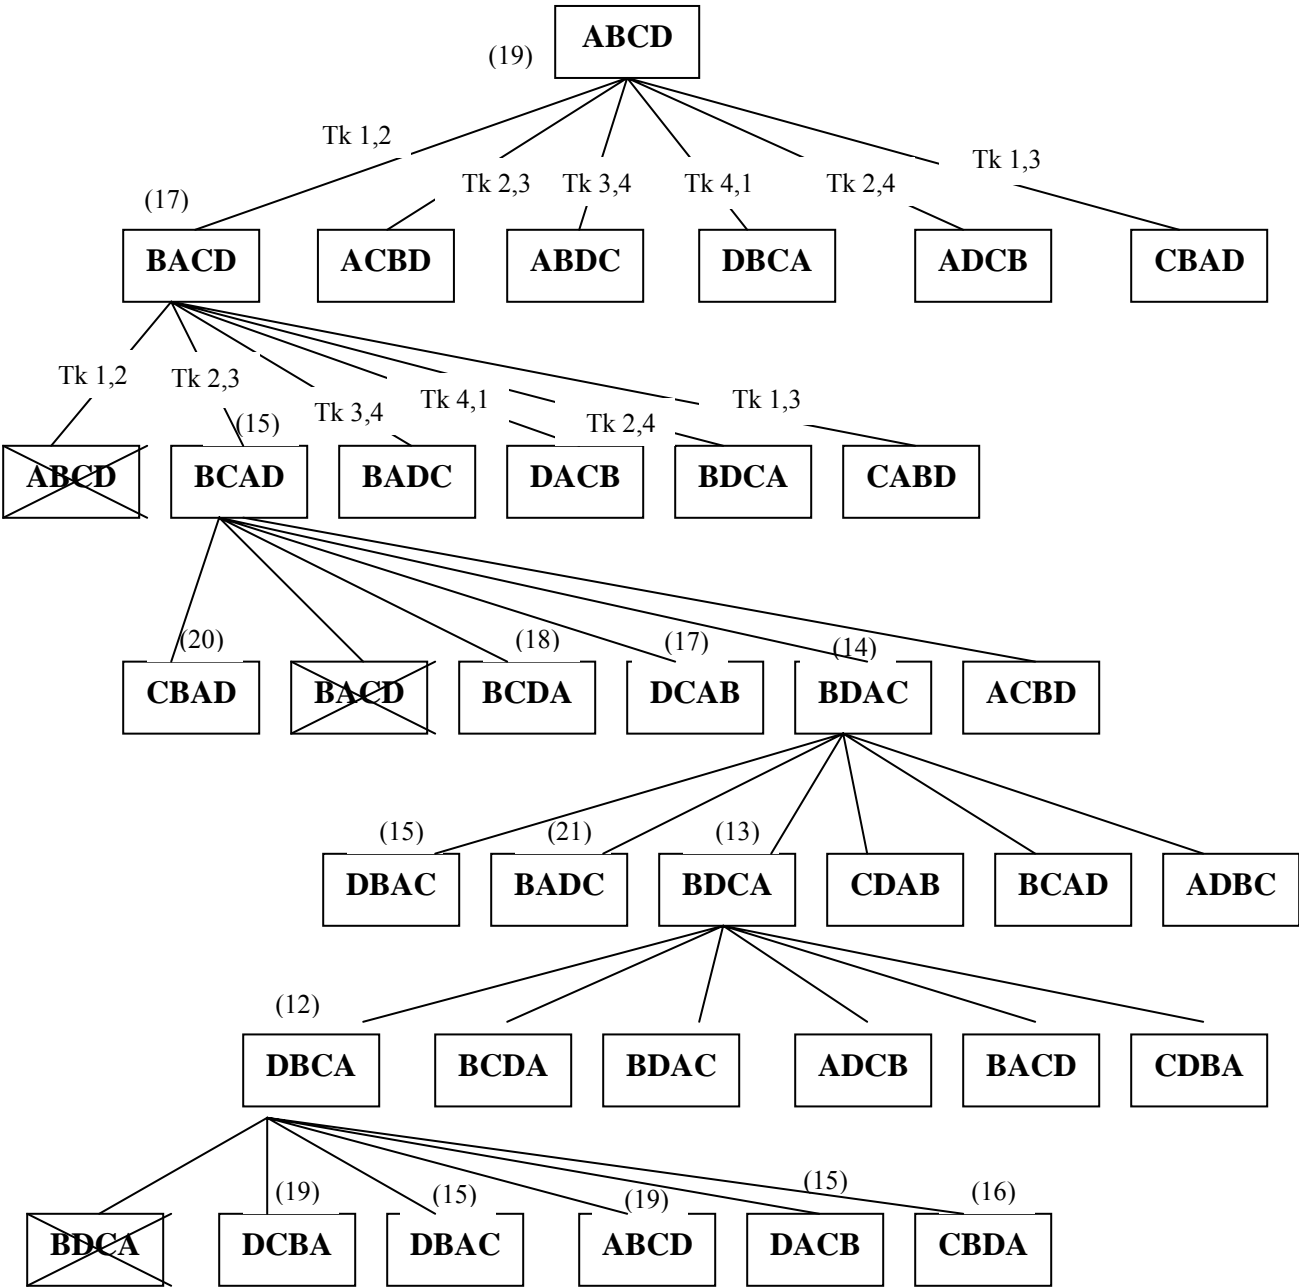 ABCD
(19)
Tk 1,2
Tk 1,3
Tk 2,3 Tk 3,4 Tk 4,1 Tk 2,4
(17)
BACD ACBD ABDC DBCA ADCB CBAD
Tk 1,2 Tk 2,3 Tk 3,4 Tk 4,1 Tk 2,4 Tk 1,3
(15)
ABCD BCAD BADC DACB BDCA CABD
(20) (18) (17) (14)
CBAD BACD BCDA DCAB BDAC ACBD
(15) (21) (13)
DBAC BADC BDCA CDAB BCAD ADBC
(12)
DBCA BCDA BDAC ADCB BACD CDBA
(19) (15) (19) (15) (16)
BDCA DCBA DBAC ABCD DACB CBDA